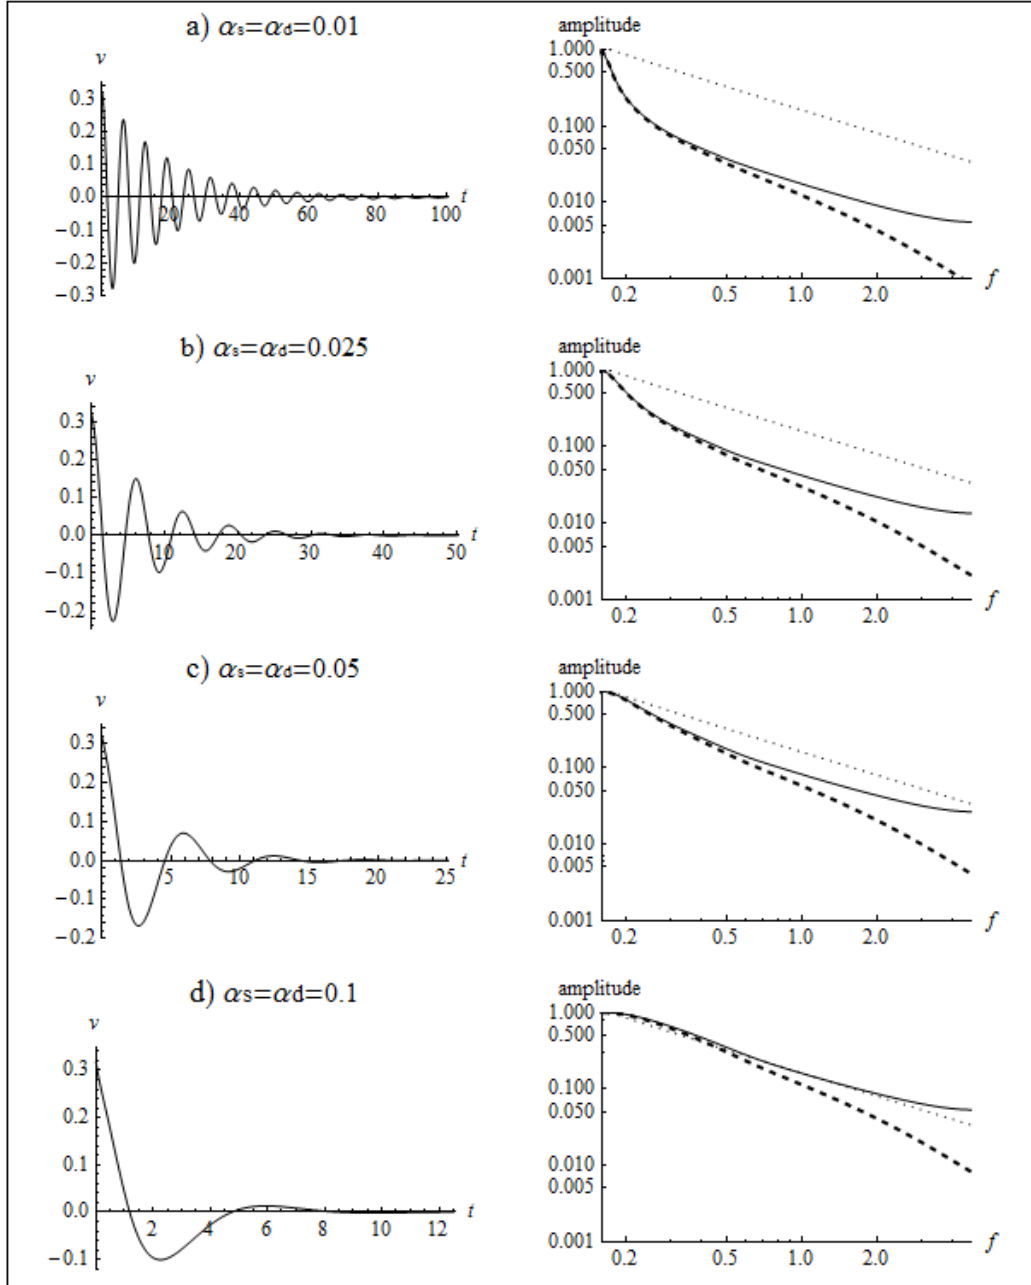 a) αs=αd=0.01
v
0.3
0.2
0.1
0.0
−0.1
−0.2
−0.3
20 40 60 80 100 t
amplitude
1.000
0.500
0.100
0.050
0.010
0.005
0.001
0.2 0.5 1.0 2.0 f
b) αs=αd=0.025
v
0.3
0.2
0.1
0.0
−0.1
−0.2
10 20 30 40 50 t
amplitude
1.000
0.500
0.100
0.050
0.010
0.005
0.001
0.2 0.5 1.0 2.0 f
c) αs=αd=0.05
v
0.3
0.2
0.1
0.0
−0.1
−0.2
5 10 15 20 25 t
amplitude
1.000
0.500
0.100
0.050
0.010
0.005
0.001
0.2 0.5 1.0 2.0 f
d) αs=αd=0.1
v
0.3
0.2
0.1
0.0
−0.1
2 4 6 8 10 12 t
amplitude
1.000
0.500
0.100
0.050
0.010
0.005
0.001
0.2 0.5 1.0 2.0 f